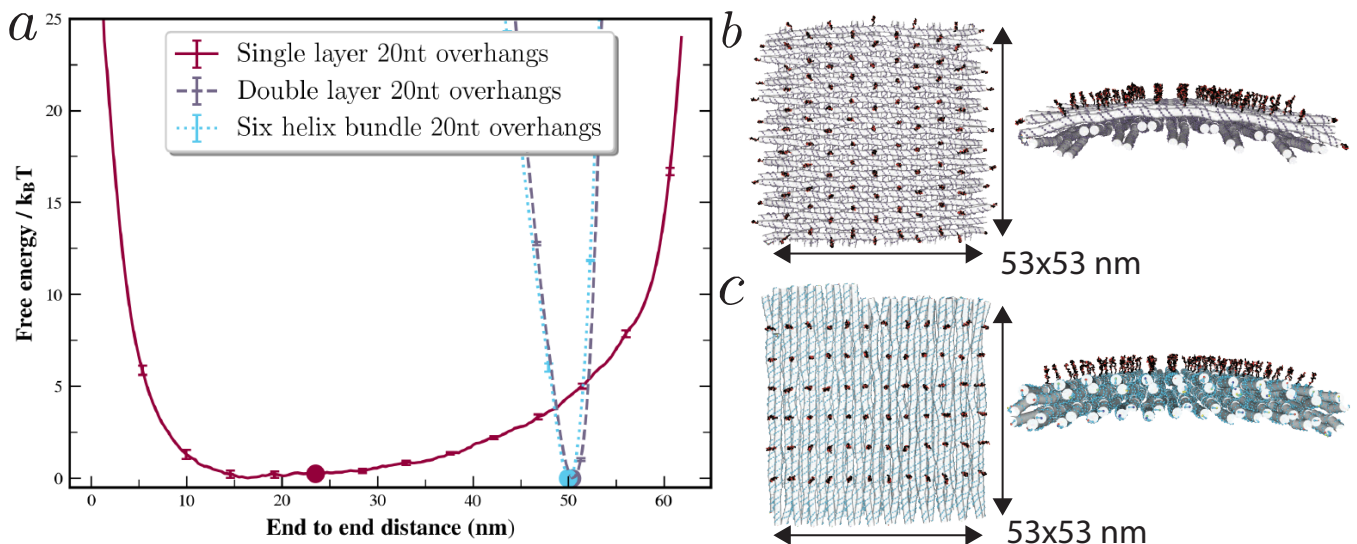 a
25
20
15
10
5
0
Free energy / kBT
Single layer 20nt overhangs
Double layer 20nt overhangs
Six helix bundle 20nt overhangs
0 10 20 30 40 50 60
End to end distance (nm)
b
53x53 nm
c
53x53 nm